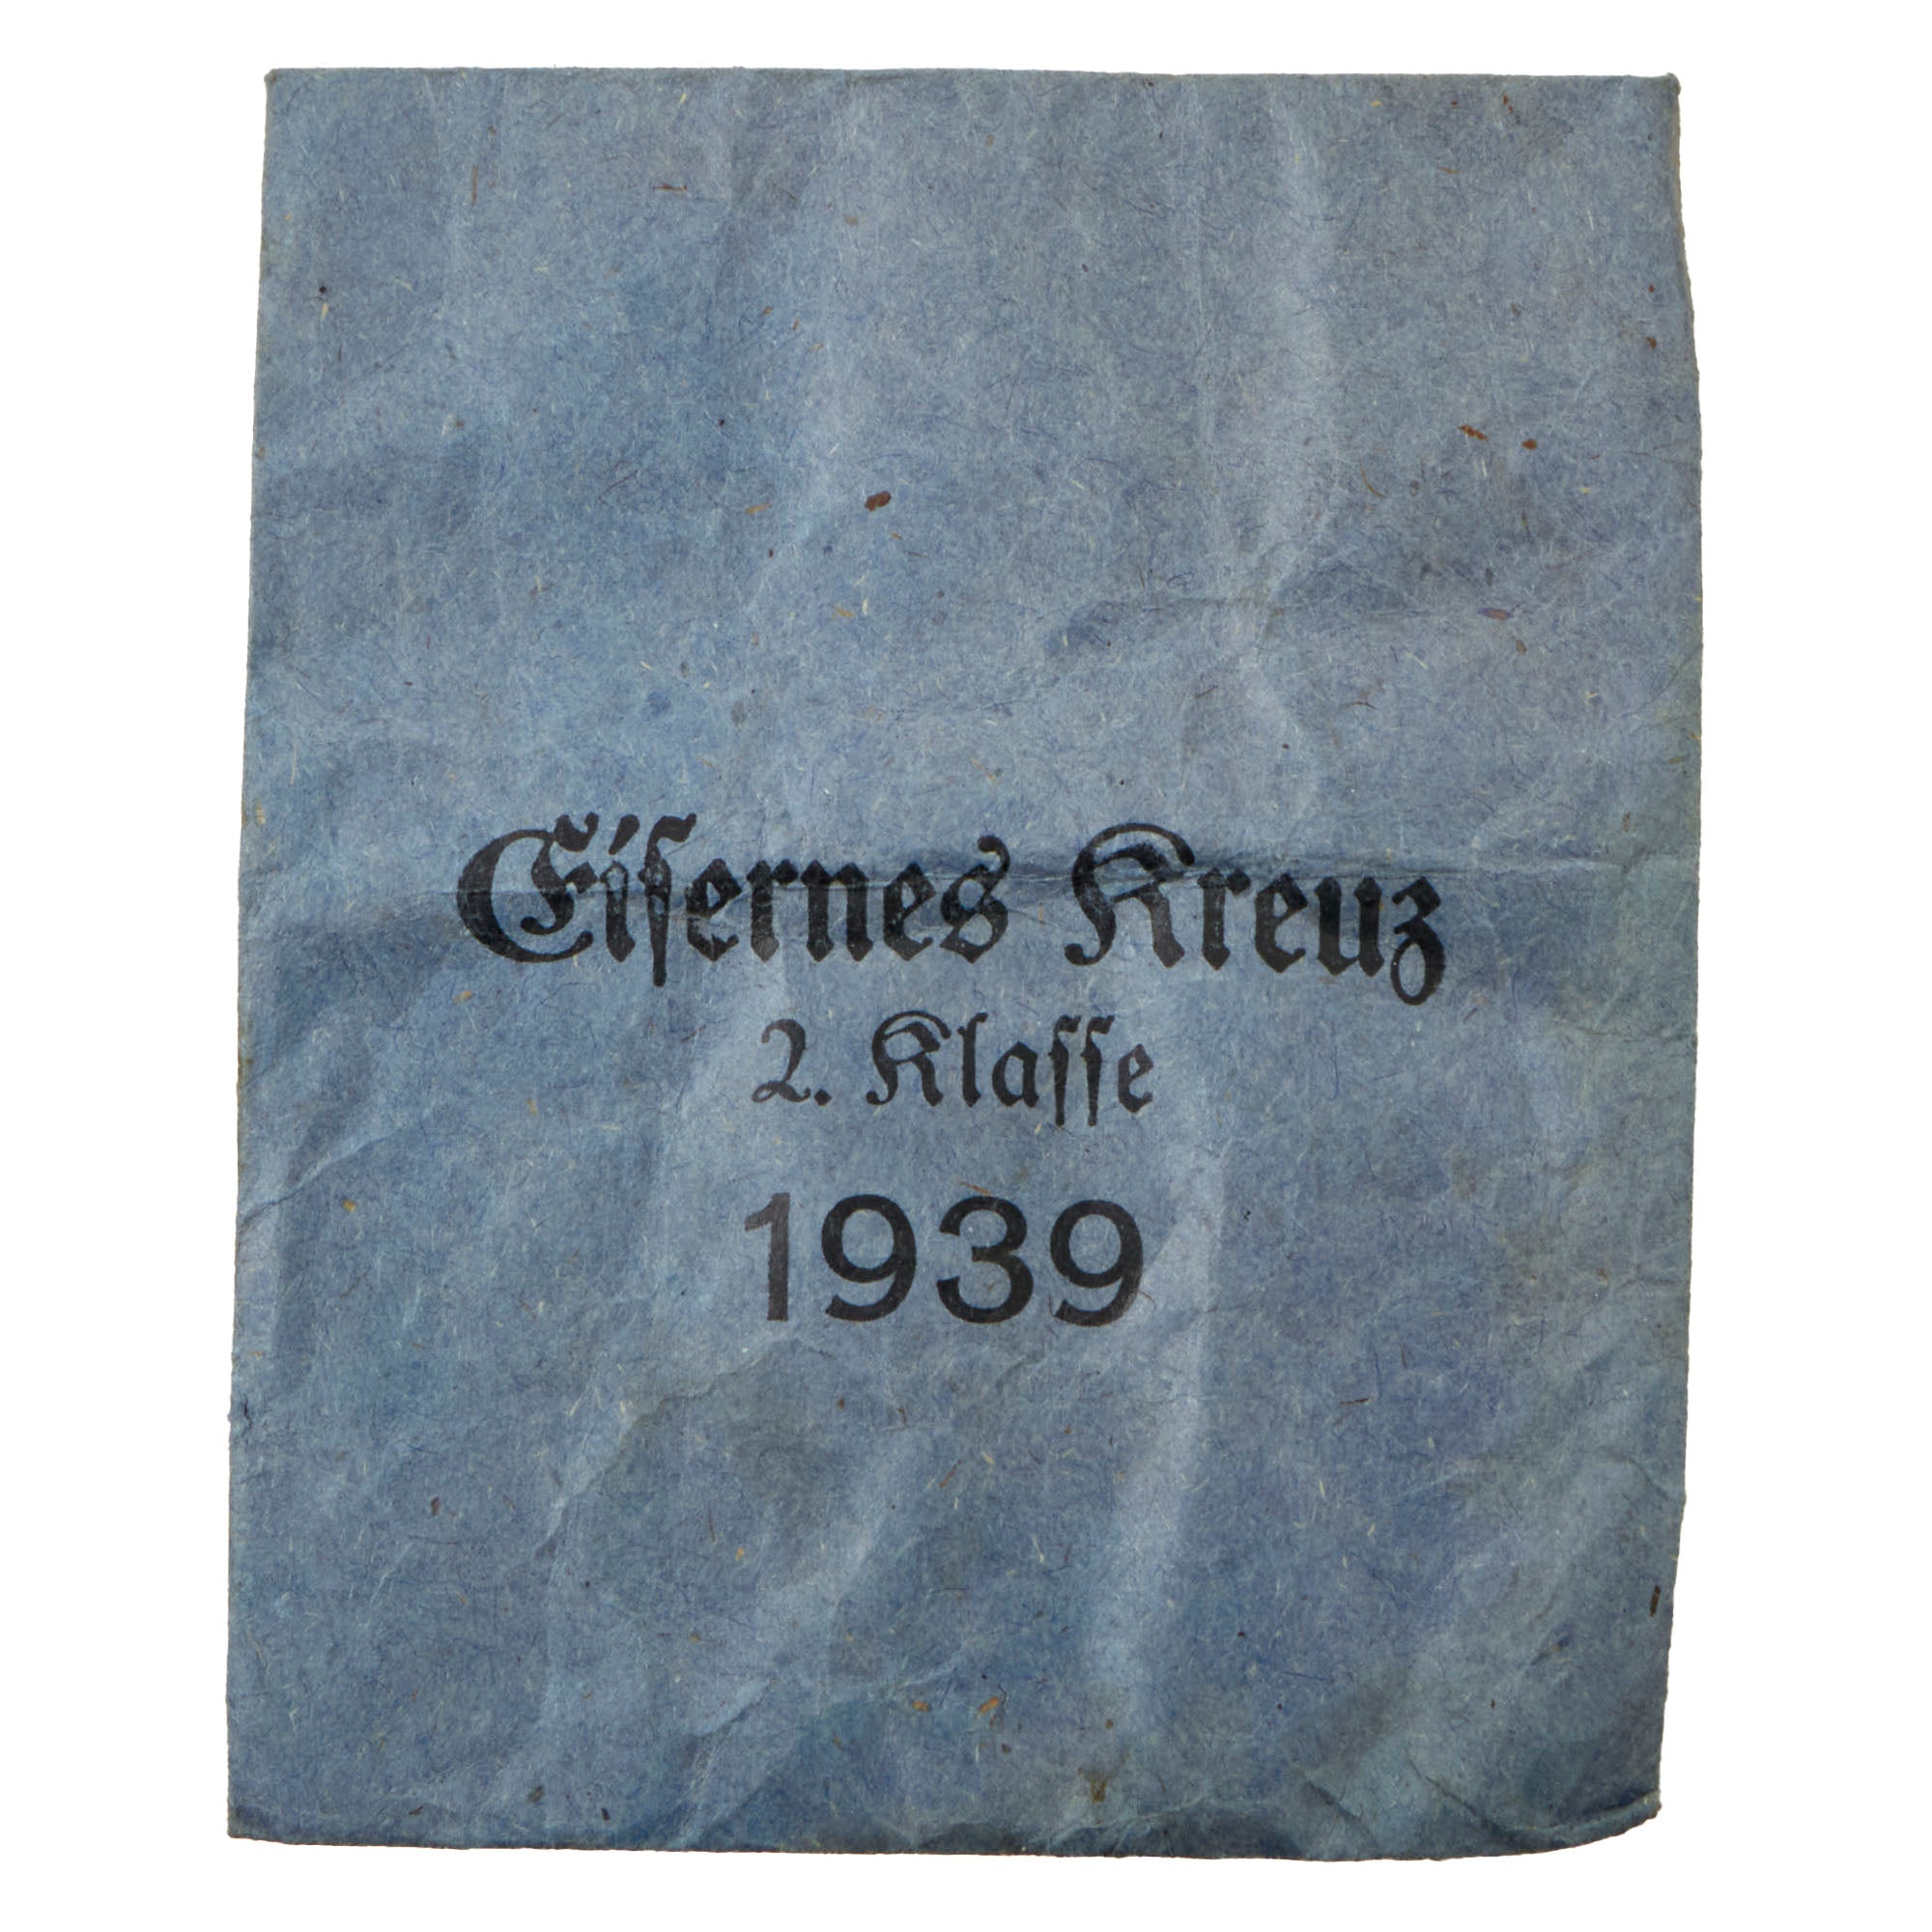 Eiſernes Kreuz
2. Klaſſe
1939